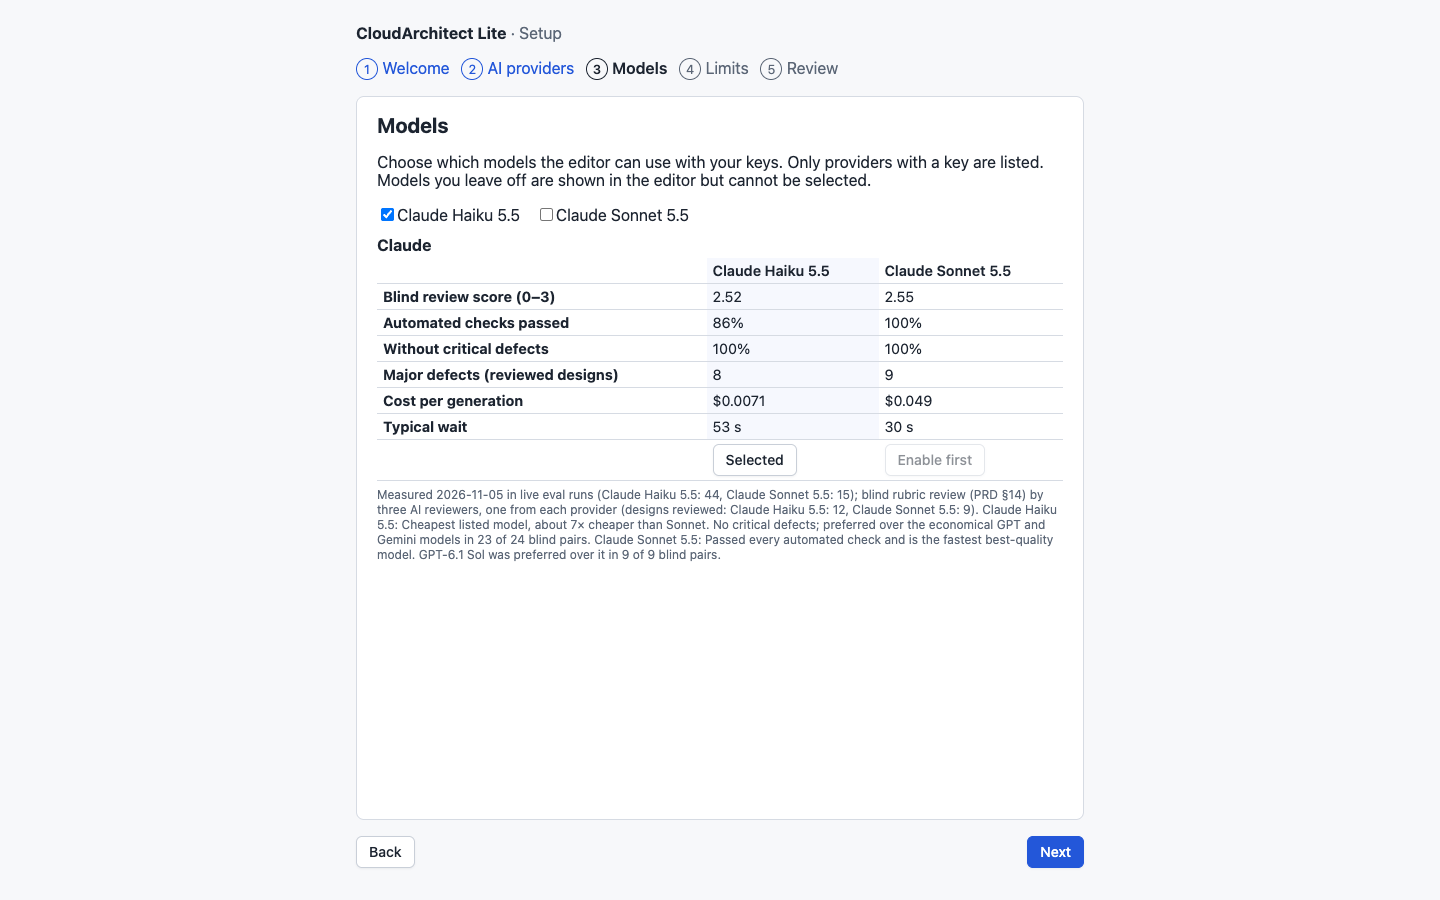 CloudArchitect Lite · Setup
1 Welcome 2 AI providers 3 Models 4 Limits 5 Review
Models
Choose which models the editor can use with your keys. Only providers with a key are listed.
Models you leave off are shown in the editor but cannot be selected.
Claude Haiku 5.5 Claude Sonnet 5.5
Claude
Claude Haiku 5.5 Claude Sonnet 5.5
Blind review score (0–3) 2.52 2.55
Automated checks passed 86% 100%
Without critical defects 100% 100%
Major defects (reviewed designs) 8 9
Cost per generation $0.0071 $0.049
Typical wait 53 s 30 s
Selected Enable first
Measured 2026-11-05 in live eval runs (Claude Haiku 5.5: 44, Claude Sonnet 5.5: 15); blind rubric review (PRD §14) by
three AI reviewers, one from each provider (designs reviewed: Claude Haiku 5.5: 12, Claude Sonnet 5.5: 9). Claude Haiku
5.5: Cheapest listed model, about 7× cheaper than Sonnet. No critical defects; preferred over the economical GPT and
Gemini models in 23 of 24 blind pairs. Claude Sonnet 5.5: Passed every automated check and is the fastest best-quality
model. GPT-6.1 Sol was preferred over it in 9 of 9 blind pairs.
Back Next